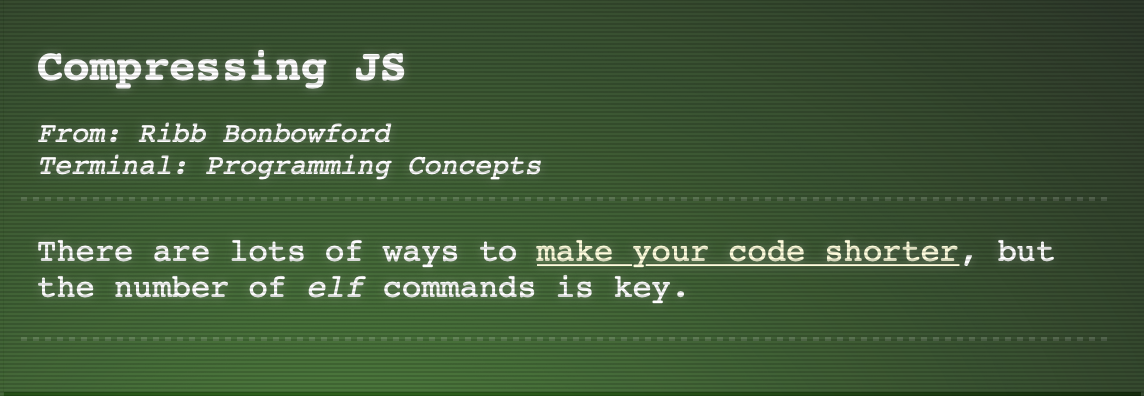 Compressing JS
From: Ribb Bonbowford
Terminal: Programming Concepts
There are lots of ways to make your code shorter, but
the number of elf commands is key.